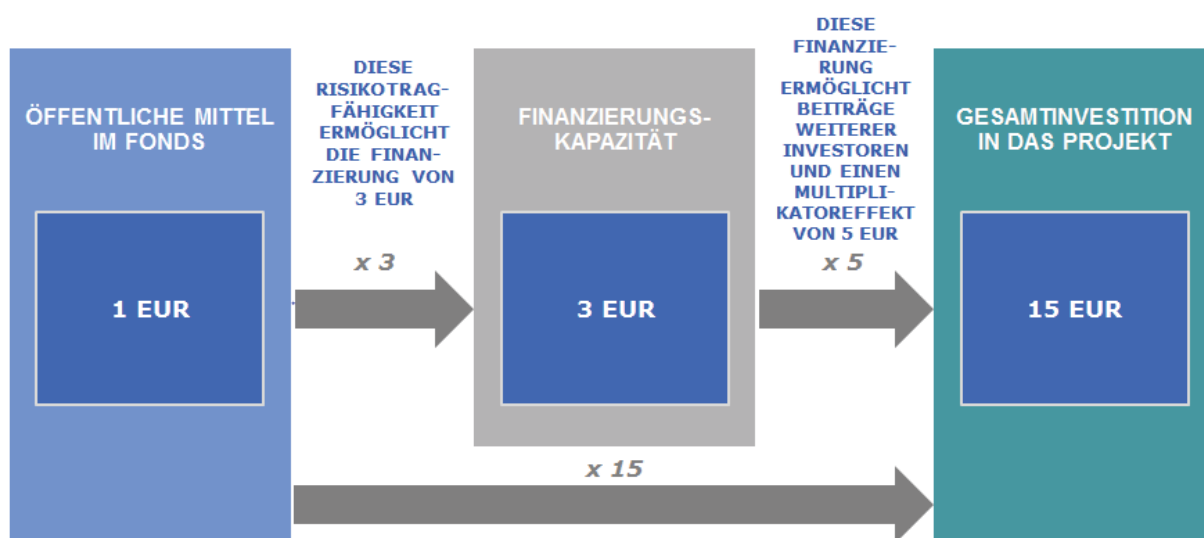 ÖFFENTLICHE MITTEL
IM FONDS
1 EUR
DIESE
RISIKOTRAG-
FÄHIGKEIT
ERMÖGLICHT
DIE FINAN-
ZIERUNG VON
3 EUR
x 3
FINANZIERUNGS-
KAPAZITÄT
3 EUR
DIESE
FINANZIE-
RUNG
ERMÖGLICHT
BEITRÄGE
WEITERER
INVESTOREN
UND EINEN
MULTIPLI-
KATOREFFEKT
VON 5 EUR
x 5
GESAMTINVESTITION
IN DAS PROJEKT
15 EUR
x 15